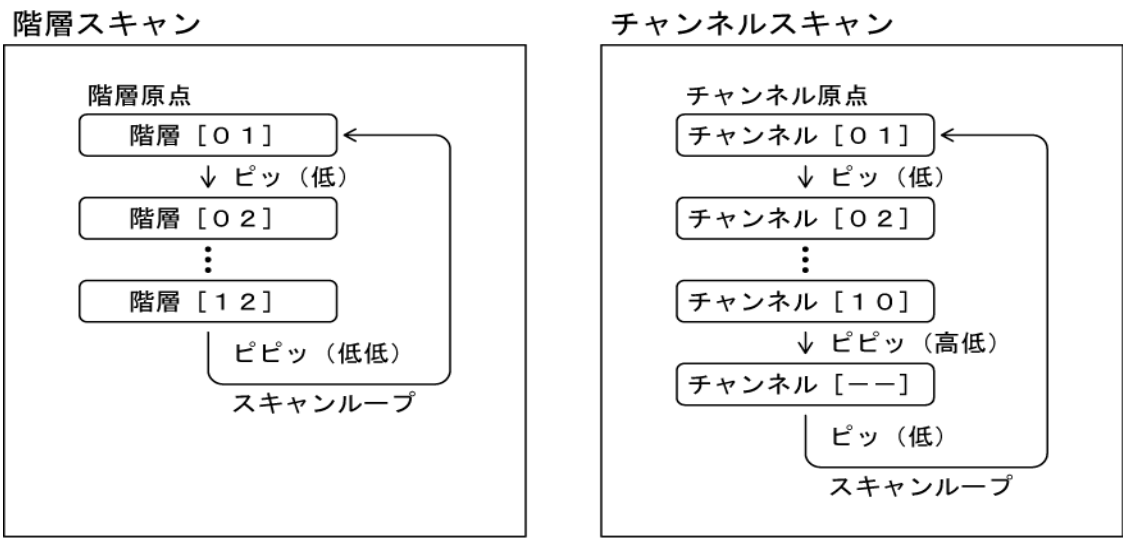 階層スキャン
階層原点
階層［０１］
ピッ（低）
階層［０２］
階層［１２］
ピピッ（低低）
スキャンループ
チャンネルスキャン
チャンネル原点
チャンネル［０１］
ピッ（低）
チャンネル［０２］
チャンネル［１０］
ピピッ（高低）
チャンネル［－－］
ピッ（低）
スキャンループ